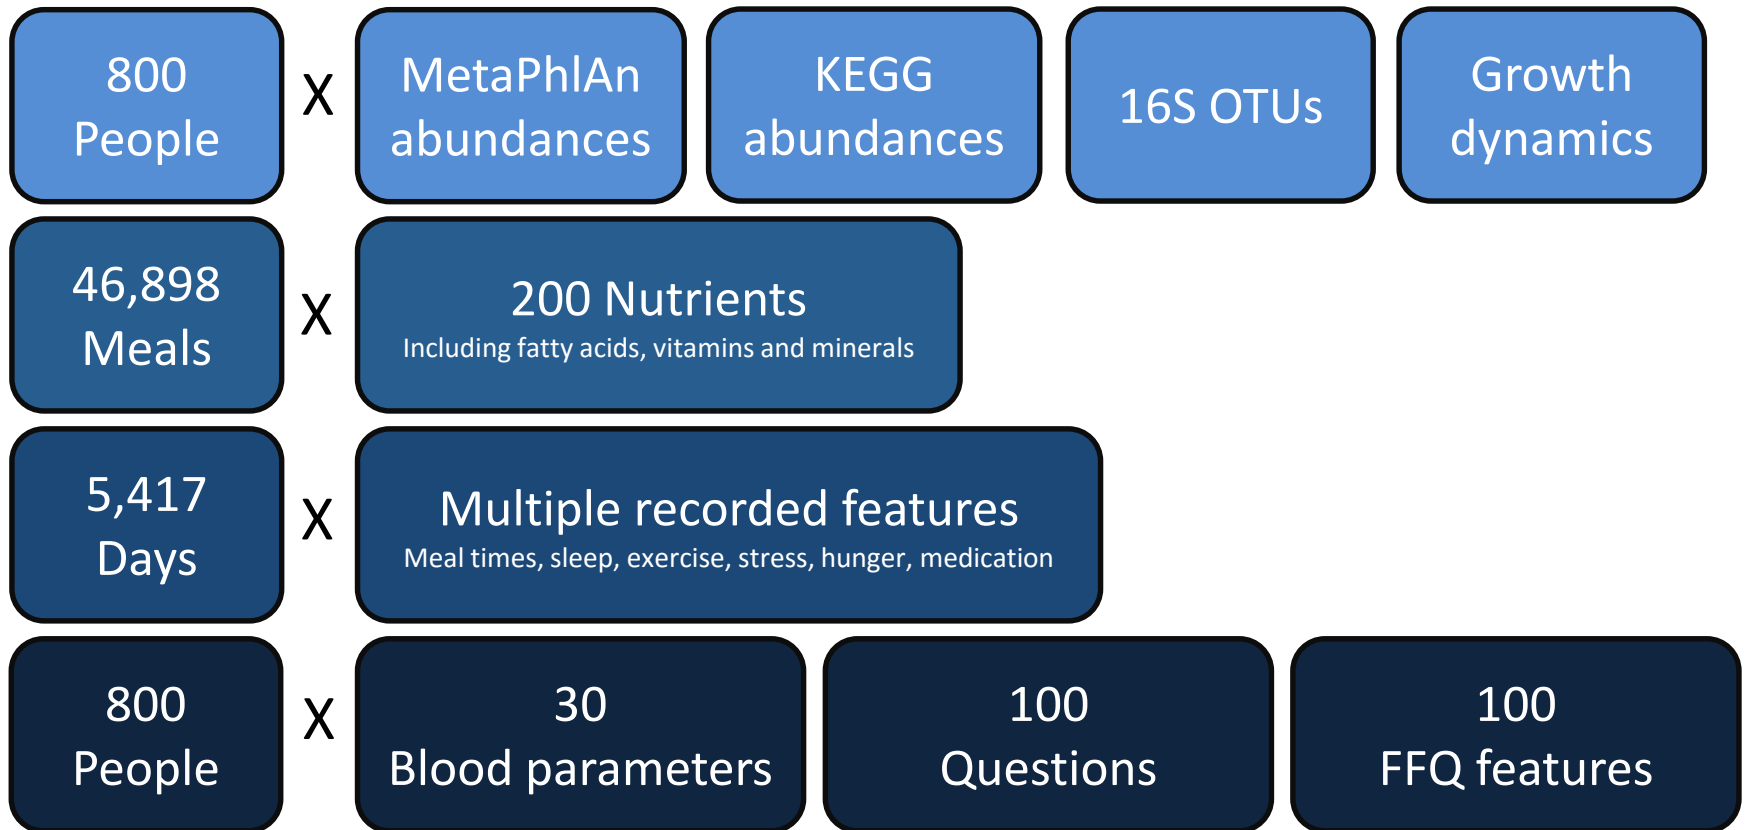 800
People
X
MetaPhlAn
abundances
KEGG
abundances
16S OTUs
Growth
dynamics
46,898
Meals
X
200 Nutrients
Including fatty acids, vitamins and minerals
5,417
Days
X
Multiple recorded features
Meal times, sleep, exercise, stress, hunger, medication
800
People
X
30
Blood parameters
100
Questions
100
FFQ features